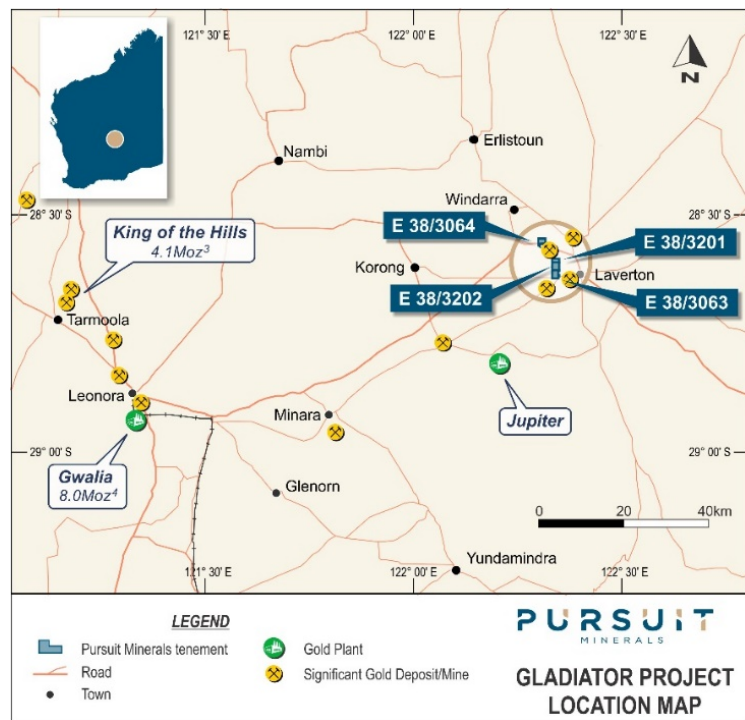 121° 30' E
122° 00' E
122° 30' E
N
Erlistoun
Nambi
Windarra
28° 30' S
28° 30' S
E 38/3064
King of the Hills
4.1Moz³
E 38/3201
Korong
Laverton
E 38/3202
E 38/3063
Tarmoola
Leonora
Jupiter
Minara
29° 00' S
29° 00' S
Gwalia
8.0Moz⁴
Glenorn
0 20 40km
Yundamindra
121° 30' E
122° 00' E
122° 30' E
LEGEND
Pursuit Minerals tenement
Road
Town
Gold Plant
Significant Gold Deposit/Mine
PURSUIT
MINERALS
GLADIATOR PROJECT
LOCATION MAP